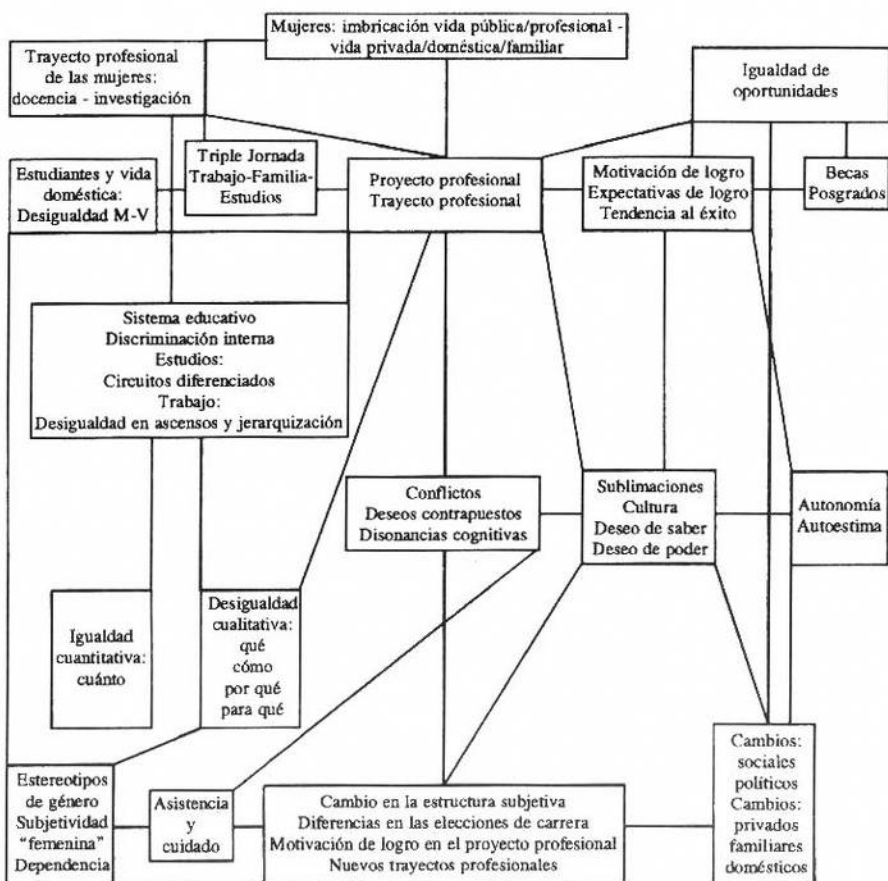 Mujeres: imbricación vida pública/profesional -
vida privada/doméstica/familiar
Trayecto profesional
de las mujeres:
docencia - investigación
Igualdad de
oportunidades
Estudiantes y vida
doméstica:
Desigualdad M-V
Triple Jornada
Trabajo-Familia-
Estudios
Proyecto profesional
Trayecto profesional
Motivación de logro
Expectativas de logro
Tendencia al éxito
Becas
Posgrados
Sistema educativo
Discriminación interna
Estudios:
Circuitos diferenciados
Trabajo:
Desigualdad en ascensos y jerarquización
Conflictos
Deseos contrapuestos
Disonancias cognitivas
Sublimaciones
Cultura
Deseo de saber
Deseo de poder
Autonomía
Autoestima
Igualdad
cuantitativa:
cuánto
Desigualdad
cualitativa:
qué
cómo
por qué
para qué
Estereotipos
de género
Subjetividad
“femenina”
Dependencia
Asistencia
y
cuidado
Cambio en la estructura subjetiva
Diferencias en las elecciones de carrera
Motivación de logro en el proyecto profesional
Nuevos trayectos profesionales
Cambios:
sociales
políticos
Cambios:
privados
familiares
domésticos